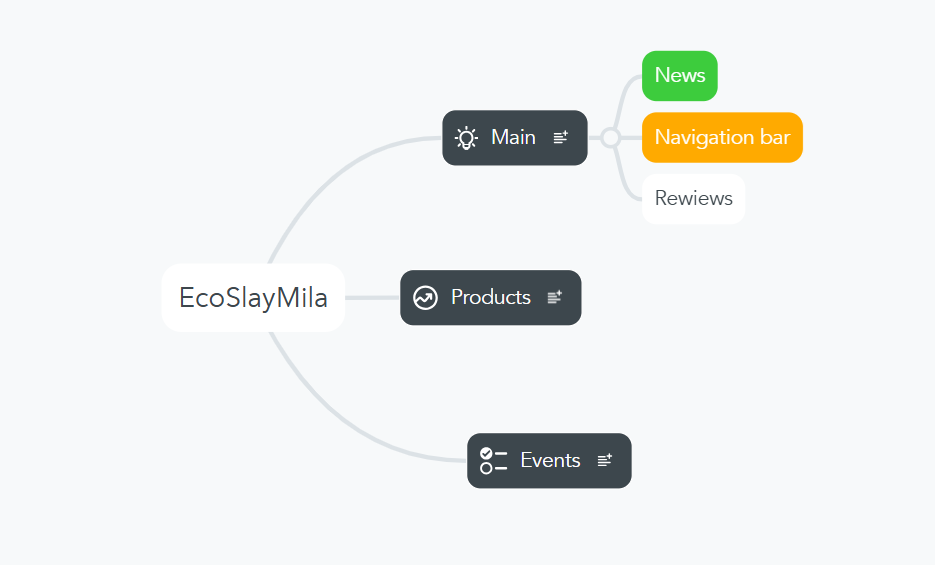 News
Main
Navigation bar
Rewiews
EcoSlayMila
Products
Events